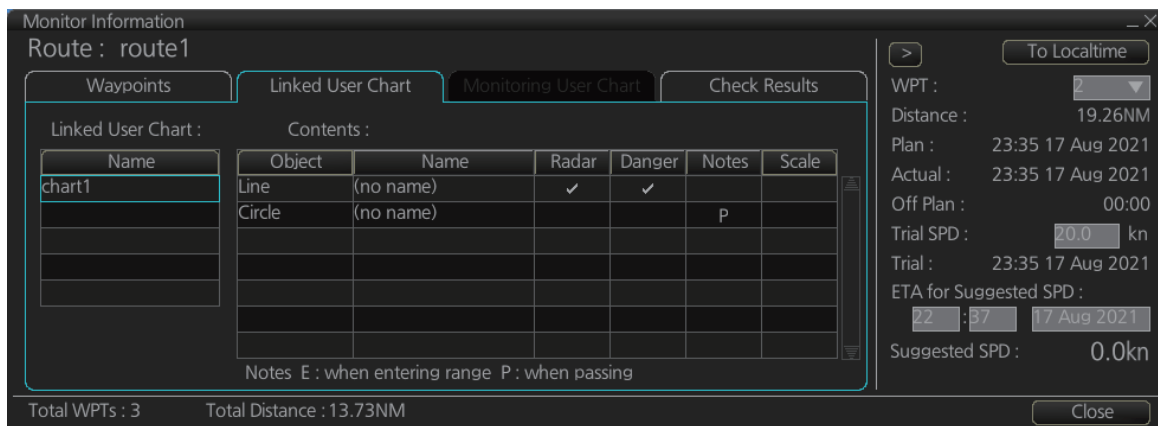 Monitor Information
Route : route1
Waypoints Linked User Chart Monitoring User Chart Check Results
Linked User Chart : Contents :
Name Object Name Radar Danger Notes Scale
chart1 Line (no name) ✓ ✓
Circle (no name) P
Notes E : when entering range P : when passing
> To Localtime
WPT : 2
Distance : 19.26NM
Plan : 23:35 17 Aug 2021
Actual : 23:35 17 Aug 2021
Off Plan : 00:00
Trial SPD : 20.0 kn
Trial : 23:35 17 Aug 2021
ETA for Suggested SPD :
22 :37 17 Aug 2021
Suggested SPD : 0.0kn
Total WPTs : 3 Total Distance : 13.73NM Close